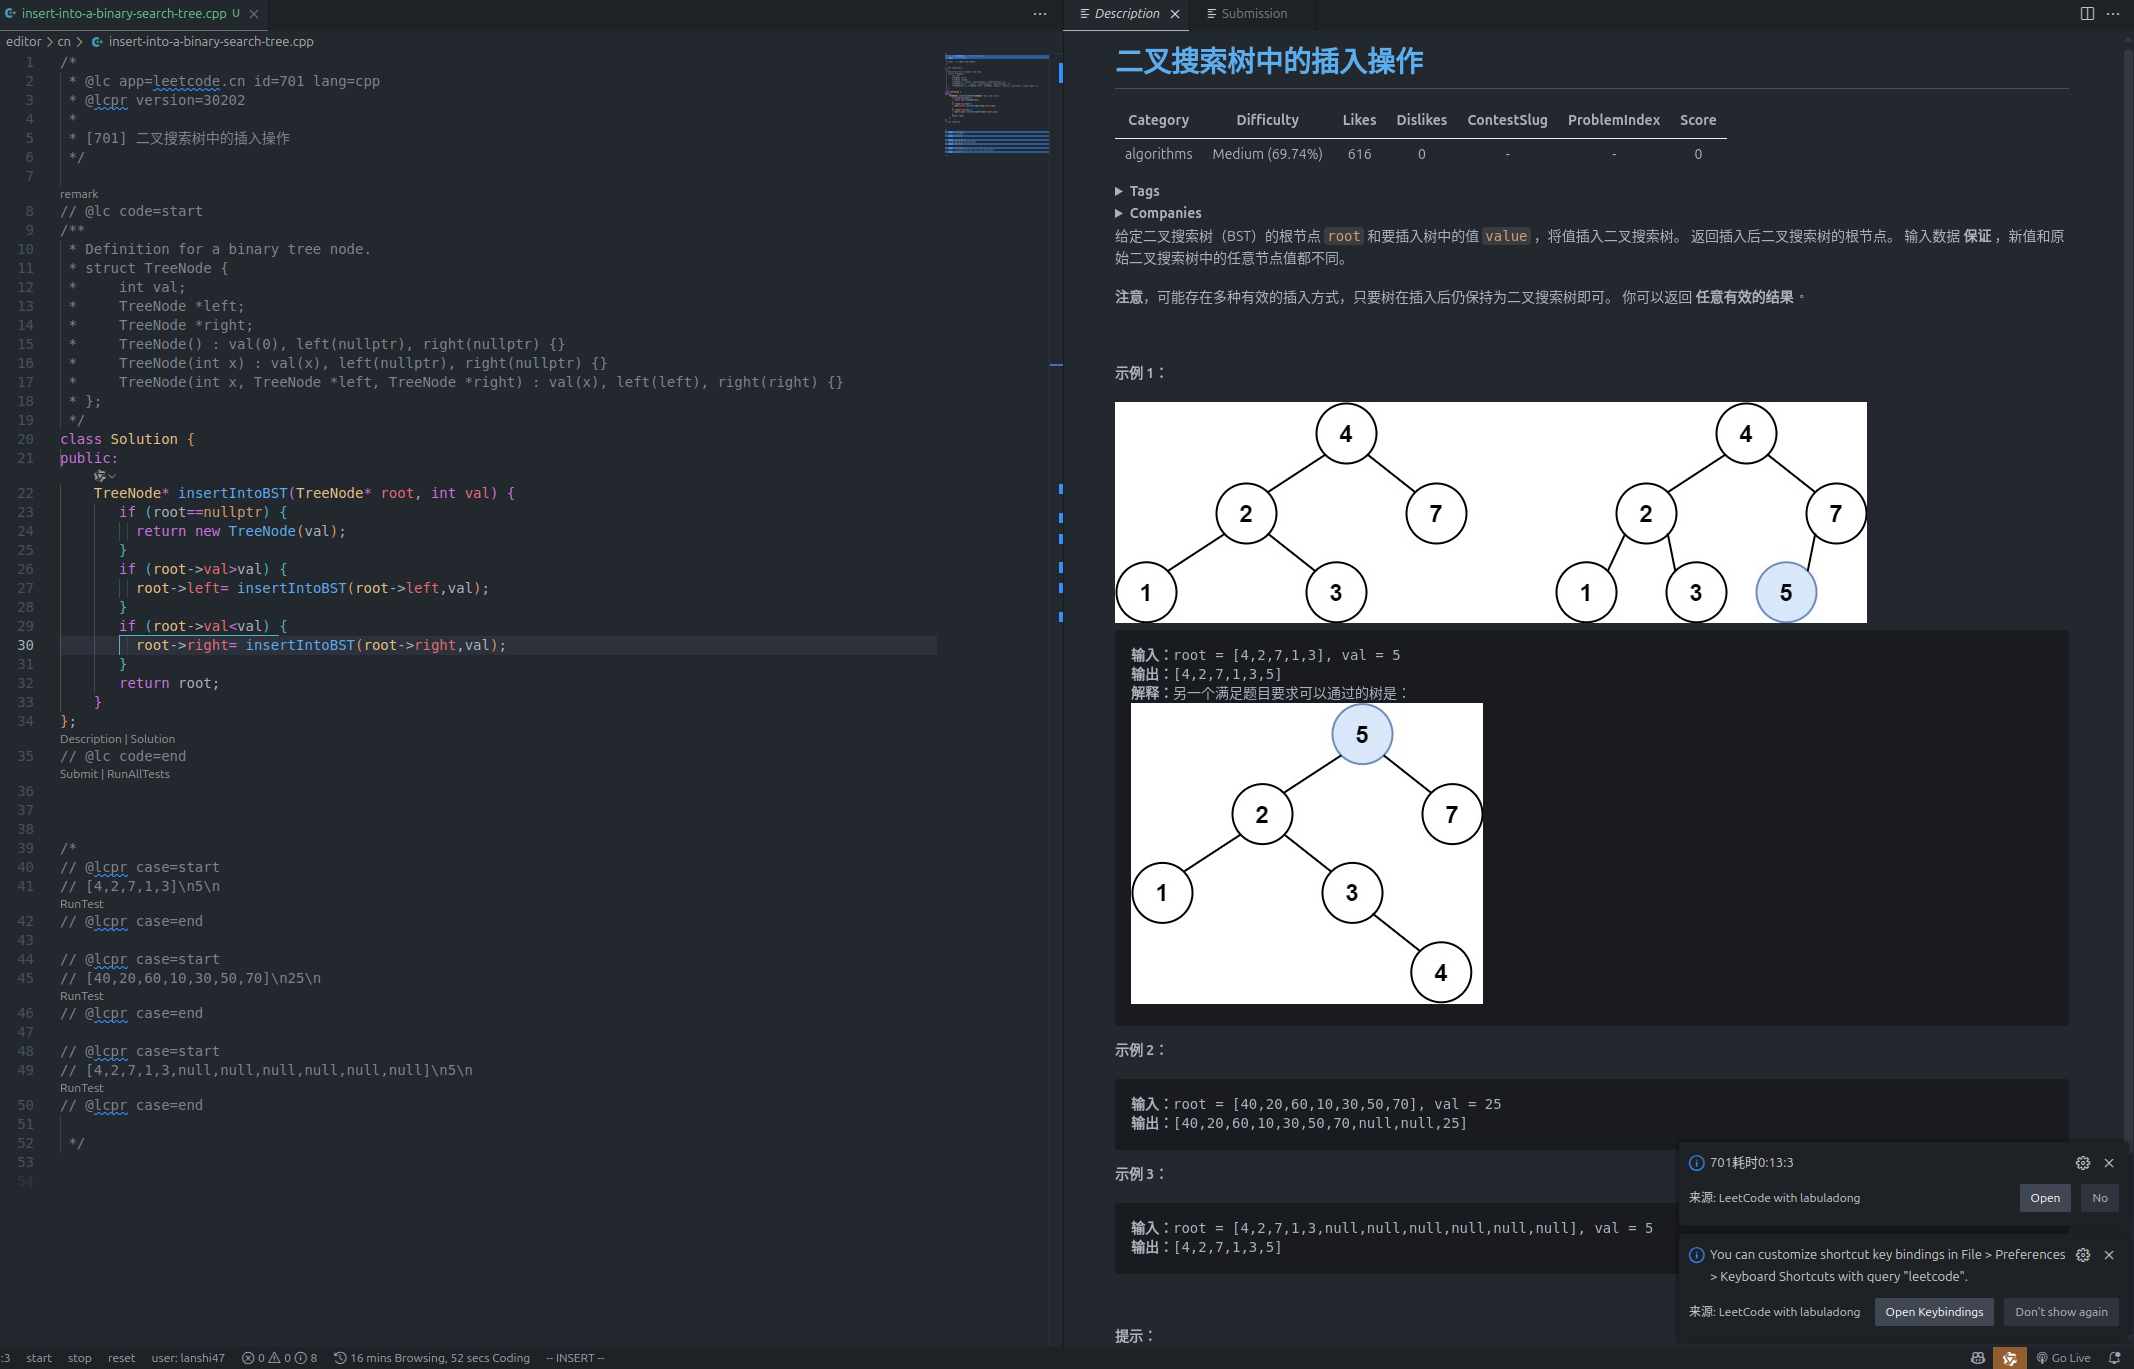 insert-into-a-binary-search-tree.cpp U
editor > cn > insert-into-a-binary-search-tree.cpp
1 /*
2  * @lc app=leetcode.cn id=701 lang=cpp
3  * @lcpr version=30202
4  *
5  * [701] 二叉搜索树中的插入操作
6  */
7
remark
8 // @lc code=start
9 /**
10  * Definition for a binary tree node.
11  * struct TreeNode {
12  *     int val;
13  *     TreeNode *left;
14  *     TreeNode *right;
15  *     TreeNode() : val(0), left(nullptr), right(nullptr) {}
16  *     TreeNode(int x) : val(x), left(nullptr), right(nullptr) {}
17  *     TreeNode(int x, TreeNode *left, TreeNode *right) : val(x), left(left), right(right) {}
18  * };
19  */
20 class Solution {
21 public:
22     TreeNode* insertIntoBST(TreeNode* root, int val) {
23        if (root==nullptr) {
24          return new TreeNode(val);
25        }
26        if (root->val>val) {
27          root->left= insertIntoBST(root->left,val);
28        }
29        if (root->val<val) {
30          root->right= insertIntoBST(root->right,val);
31        }
32        return root;
33     }
34 };
Description | Solution
35 // @lc code=end
Submit | RunAllTests
36
37
38
39 /*
40 // @lcpr case=start
41 // [4,2,7,1,3]\n5\n
RunTest
42 // @lcpr case=end
43
44 // @lcpr case=start
45 // [40,20,60,10,30,50,70]\n25\n
RunTest
46 // @lcpr case=end
47
48 // @lcpr case=start
49 // [4,2,7,1,3,null,null,null,null,null,null]\n5\n
RunTest
50 // @lcpr case=end
51
52  */
53
54
Description
Submission
二叉搜索树中的插入操作
Category Difficulty Likes Dislikes ContestSlug ProblemIndex Score
algorithms Medium (69.74%) 616 0 - - 0
Tags
Companies
给定二叉搜索树（BST）的根节点 root 和要插入树中的值 value ，将值插入二叉搜索树。 返回插入后二叉搜索树的根节点。 输入数据 保证 ，新值和原
始二叉搜索树中的任意节点值都不同。
注意，可能存在多种有效的插入方式，只要树在插入后仍保持为二叉搜索树即可。 你可以返回 任意有效的结果 。
示例 1：
4 4
2 7 2 7
1 3 1 3 5
输入：root = [4,2,7,1,3], val = 5
输出：[4,2,7,1,3,5]
解释：另一个满足题目要求可以通过的树是：
5
2 7
1 3
4
示例 2：
输入：root = [40,20,60,10,30,50,70], val = 25
输出：[40,20,60,10,30,50,70,null,null,25]
示例 3：
输入：root = [4,2,7,1,3,null,null,null,null,null,null], val = 5
输出：[4,2,7,1,3,5]
提示：
701耗时0:13:3
来源: LeetCode with labuladong
Open No
You can customize shortcut key bindings in File > Preferences
> Keyboard Shortcuts with query "leetcode".
来源: LeetCode with labuladong
Open Keybindings Don't show again
:3 start stop reset user: lanshi47 0 0 8 16 mins Browsing, 52 secs Coding -- INSERT --
Go Live